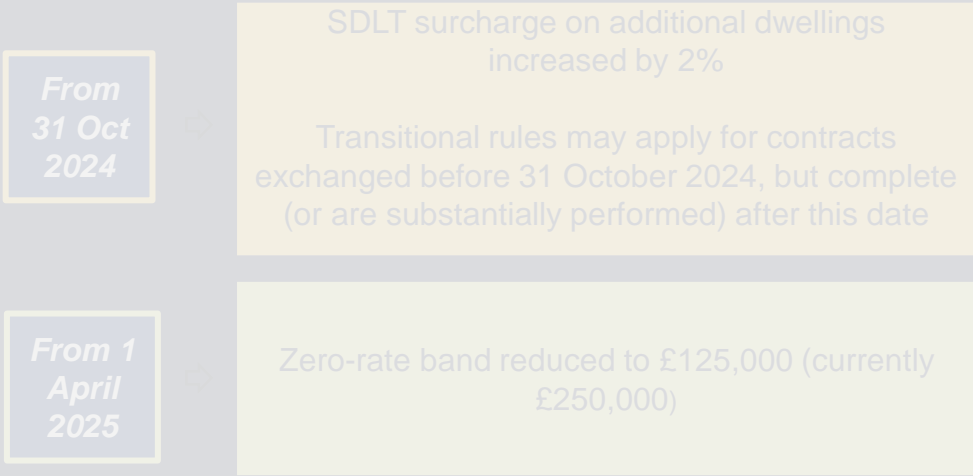 From
31 Oct
2024
SDLT surcharge on additional dwellings
increased by 2%
Transitional rules may apply for contracts
exchanged before 31 October 2024, but complete
(or are substantially performed) after this date
From 1
April
2025
Zero-rate band reduced to £125,000 (currently
£250,000)